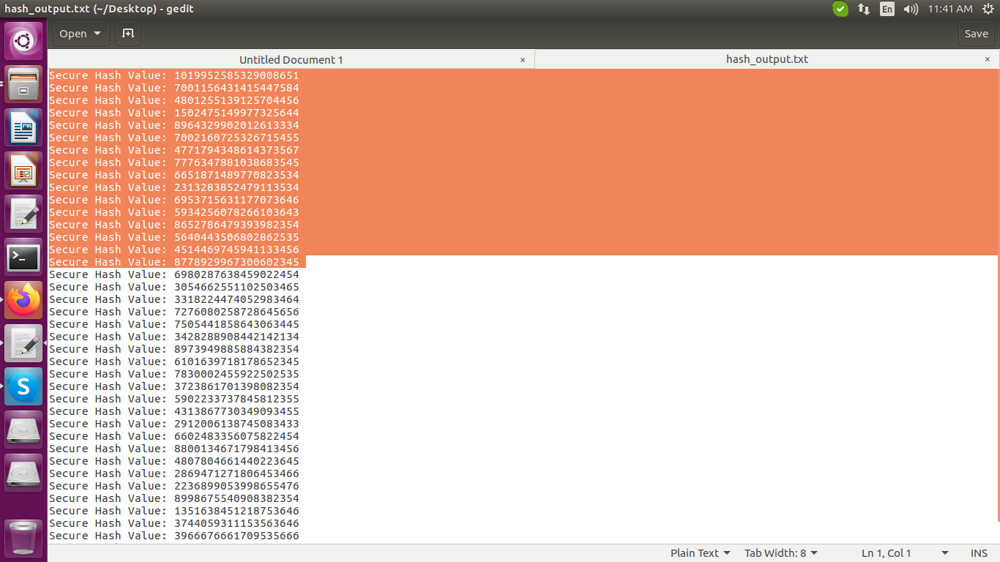 hash_output.txt (~/Desktop) - gedit
En
11:41 AM
Open
Save
Untitled Document 1 ×
hash_output.txt ×
Secure Hash Value: 1019952585329008651
Secure Hash Value: 7001156431415447584
Secure Hash Value: 4801255139125704456
Secure Hash Value: 1502475149977325644
Secure Hash Value: 8964329902012613334
Secure Hash Value: 7002160725326715455
Secure Hash Value: 4771794348614373567
Secure Hash Value: 7776347881038683545
Secure Hash Value: 6651871489770823534
Secure Hash Value: 2313283852479113534
Secure Hash Value: 6953715631177073646
Secure Hash Value: 5934256078266103643
Secure Hash Value: 8652786479393982354
Secure Hash Value: 5640443506802862535
Secure Hash Value: 4514469745941133456
Secure Hash Value: 8778929967300602345
Secure Hash Value: 6980287638459022454
Secure Hash Value: 3054662551102503465
Secure Hash Value: 3318224474052983464
Secure Hash Value: 7276080258728645656
Secure Hash Value: 7505441858643063445
Secure Hash Value: 3428288908442142134
Secure Hash Value: 8973949885884382354
Secure Hash Value: 6101639718178652345
Secure Hash Value: 7830002455922502535
Secure Hash Value: 3723861701398082354
Secure Hash Value: 5902233737845812355
Secure Hash Value: 4313867730349093455
Secure Hash Value: 2912006138745083433
Secure Hash Value: 6602483356075822454
Secure Hash Value: 8800134671798413456
Secure Hash Value: 4807804661440223645
Secure Hash Value: 2869471271806453466
Secure Hash Value: 2236899053998655476
Secure Hash Value: 8998675540908382354
Secure Hash Value: 1351638451218753646
Secure Hash Value: 3744059311153563646
Secure Hash Value: 3966676661709535666
Plain Text
Tab Width: 8
Ln 1, Col 1
INS